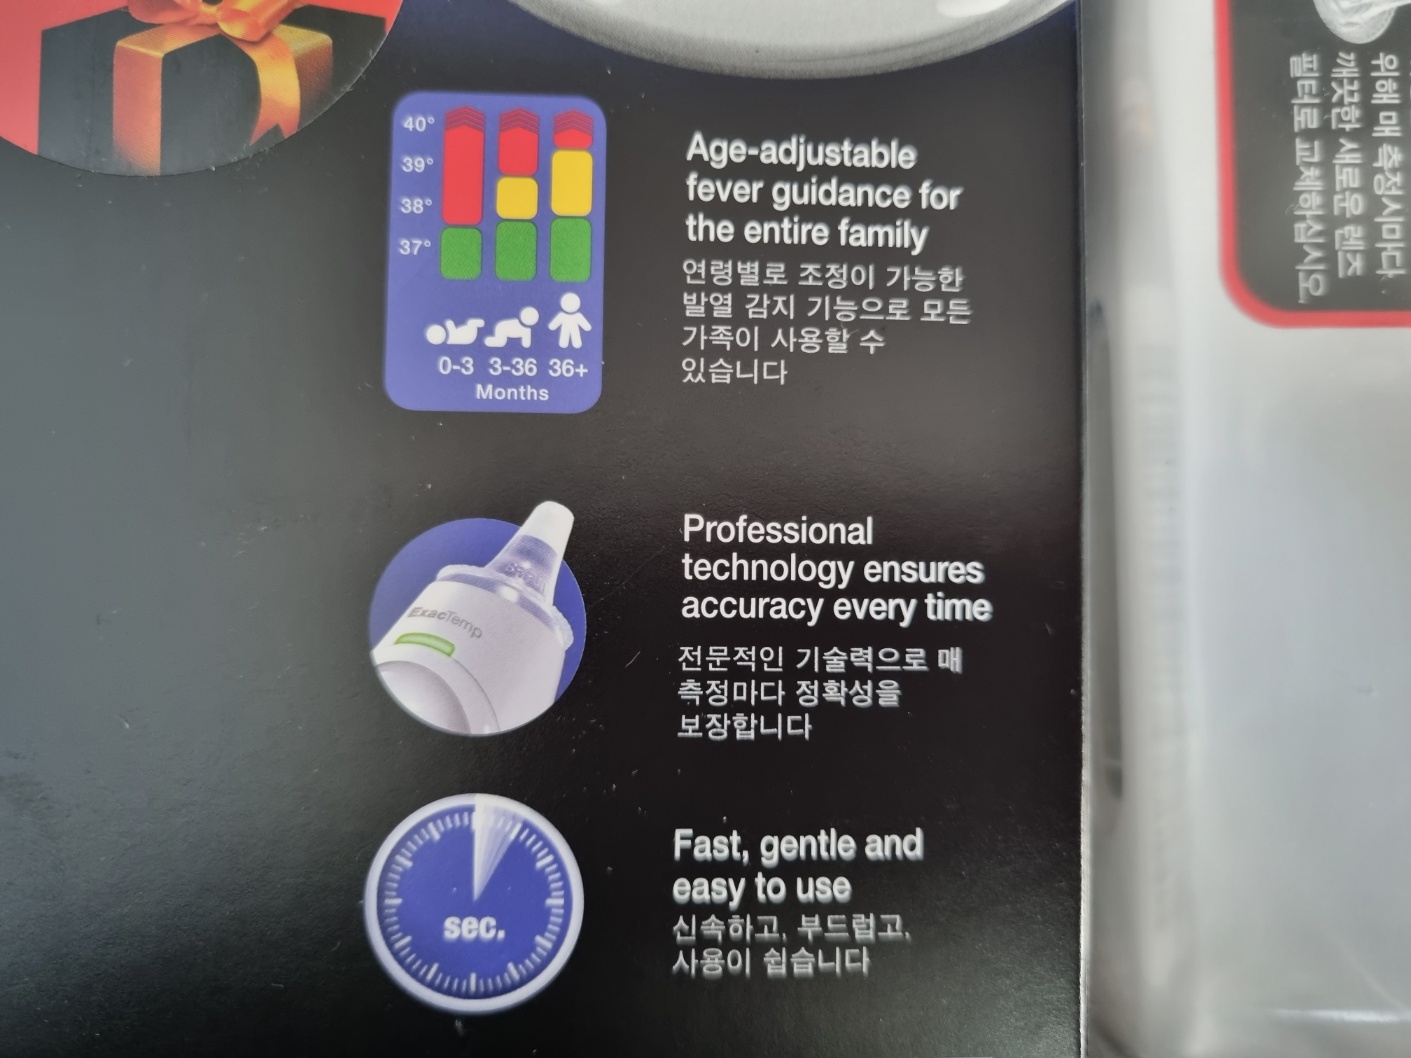 40°
39°
38°
37°
0-3 3-36 36+
Months
Age-adjustable
fever guidance for
the entire family
연령별로 조정이 가능한
발열 감지 기능으로 모든
가족이 사용할 수
있습니다
ExacTemp
Professional
technology ensures
accuracy every time
전문적인 기술력으로 매
측정마다 정확성을
보장합니다
sec.
Fast, gentle and
easy to use
신속하고, 부드럽고,
사용이 쉽습니다
위해 매 측정시마다
깨끗한 새로운 렌즈
필터로 교체하십시오.